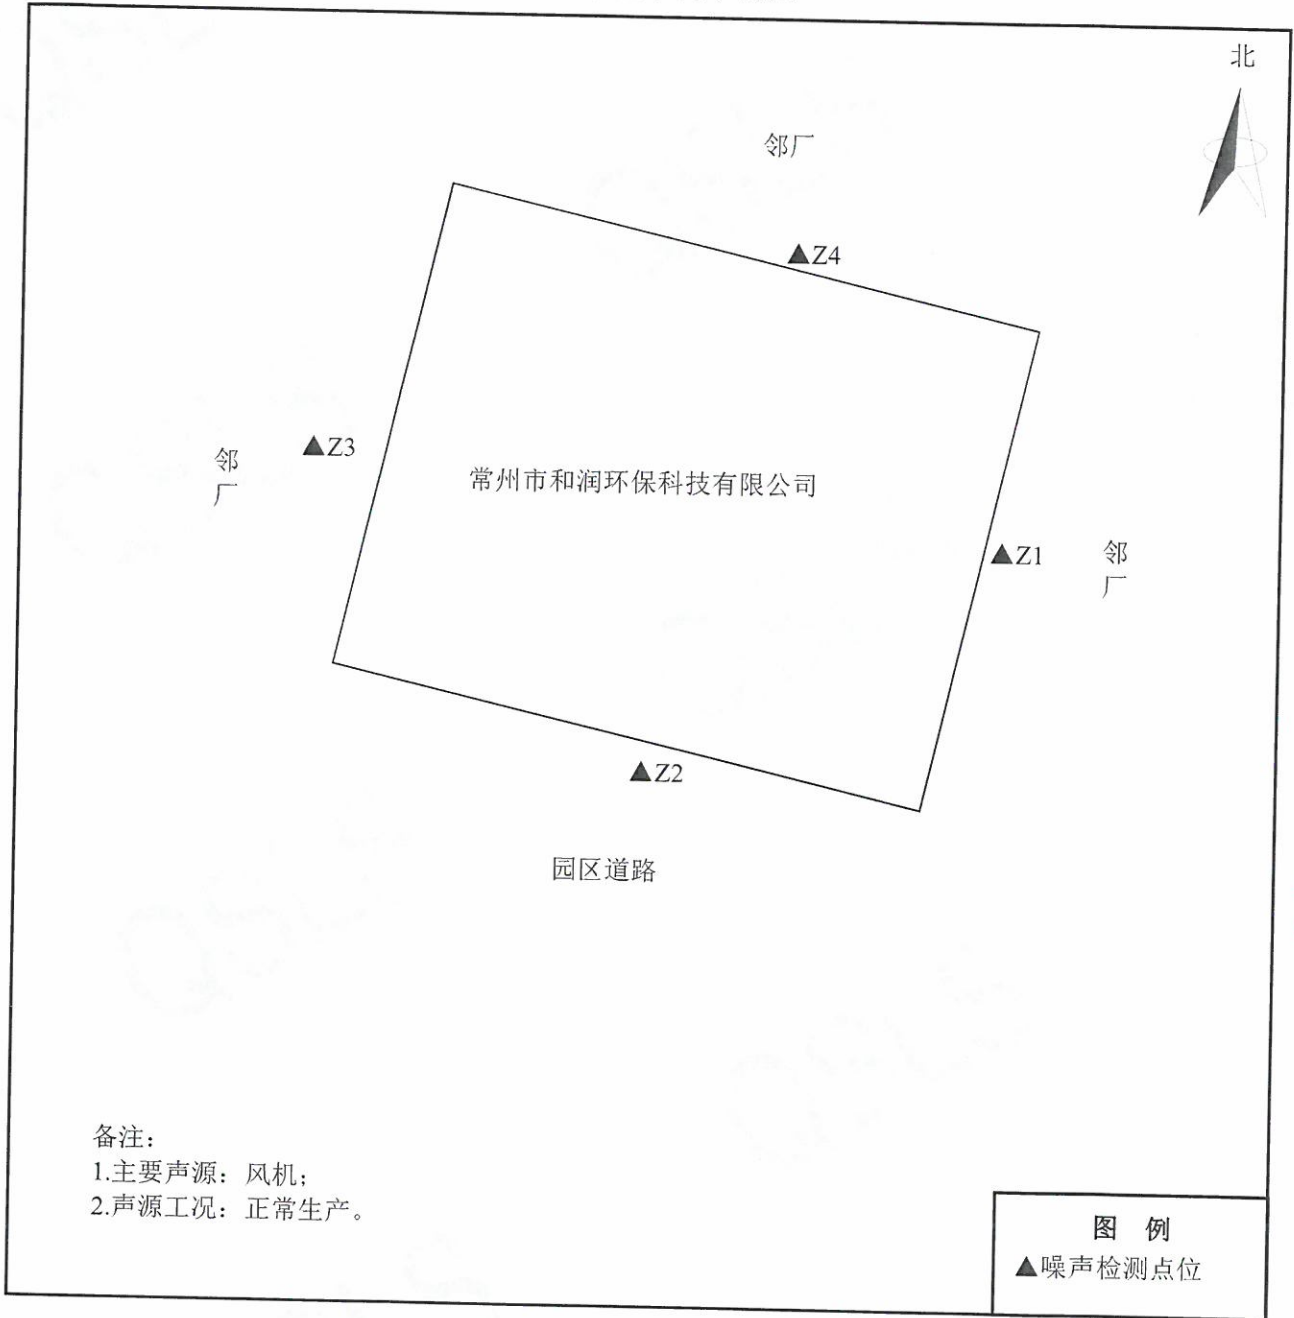 北
邻厂
▲Z4
▲Z3
邻
厂
常州市和润环保科技有限公司
▲Z1
邻
厂
▲Z2
园区道路
备注：
1.主要声源：风机；
2.声源工况：正常生产。
图 例
▲噪声检测点位